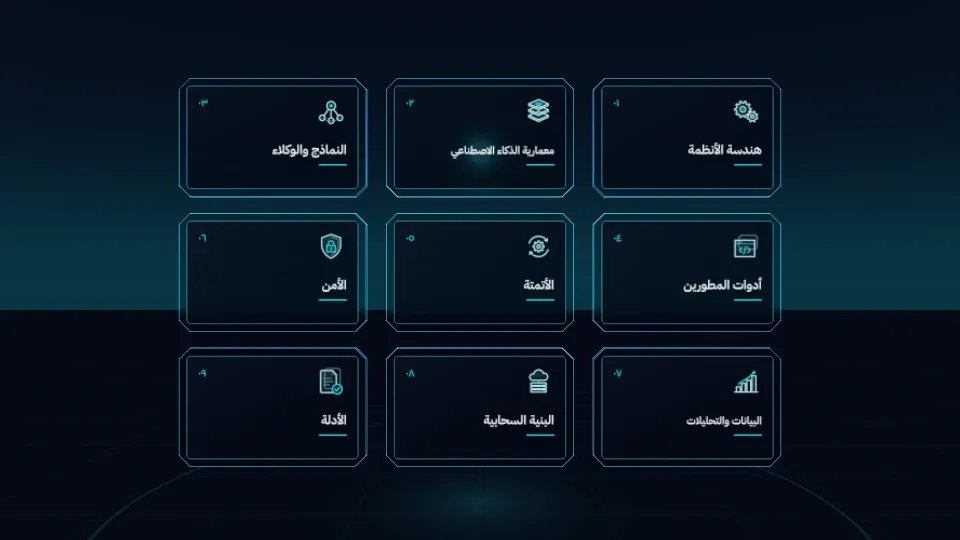 ٠١
هندسة الأنظمة
٠٢
معمارية الذكاء الاصطناعي
٠٣
النماذج والوكلاء
٠٤
أدوات المطورين
٠٥
الأتمتة
٠٦
الأمن
٠٧
البيانات والتحليلات
٠٨
البنية السحابية
٠٩
الأدلة